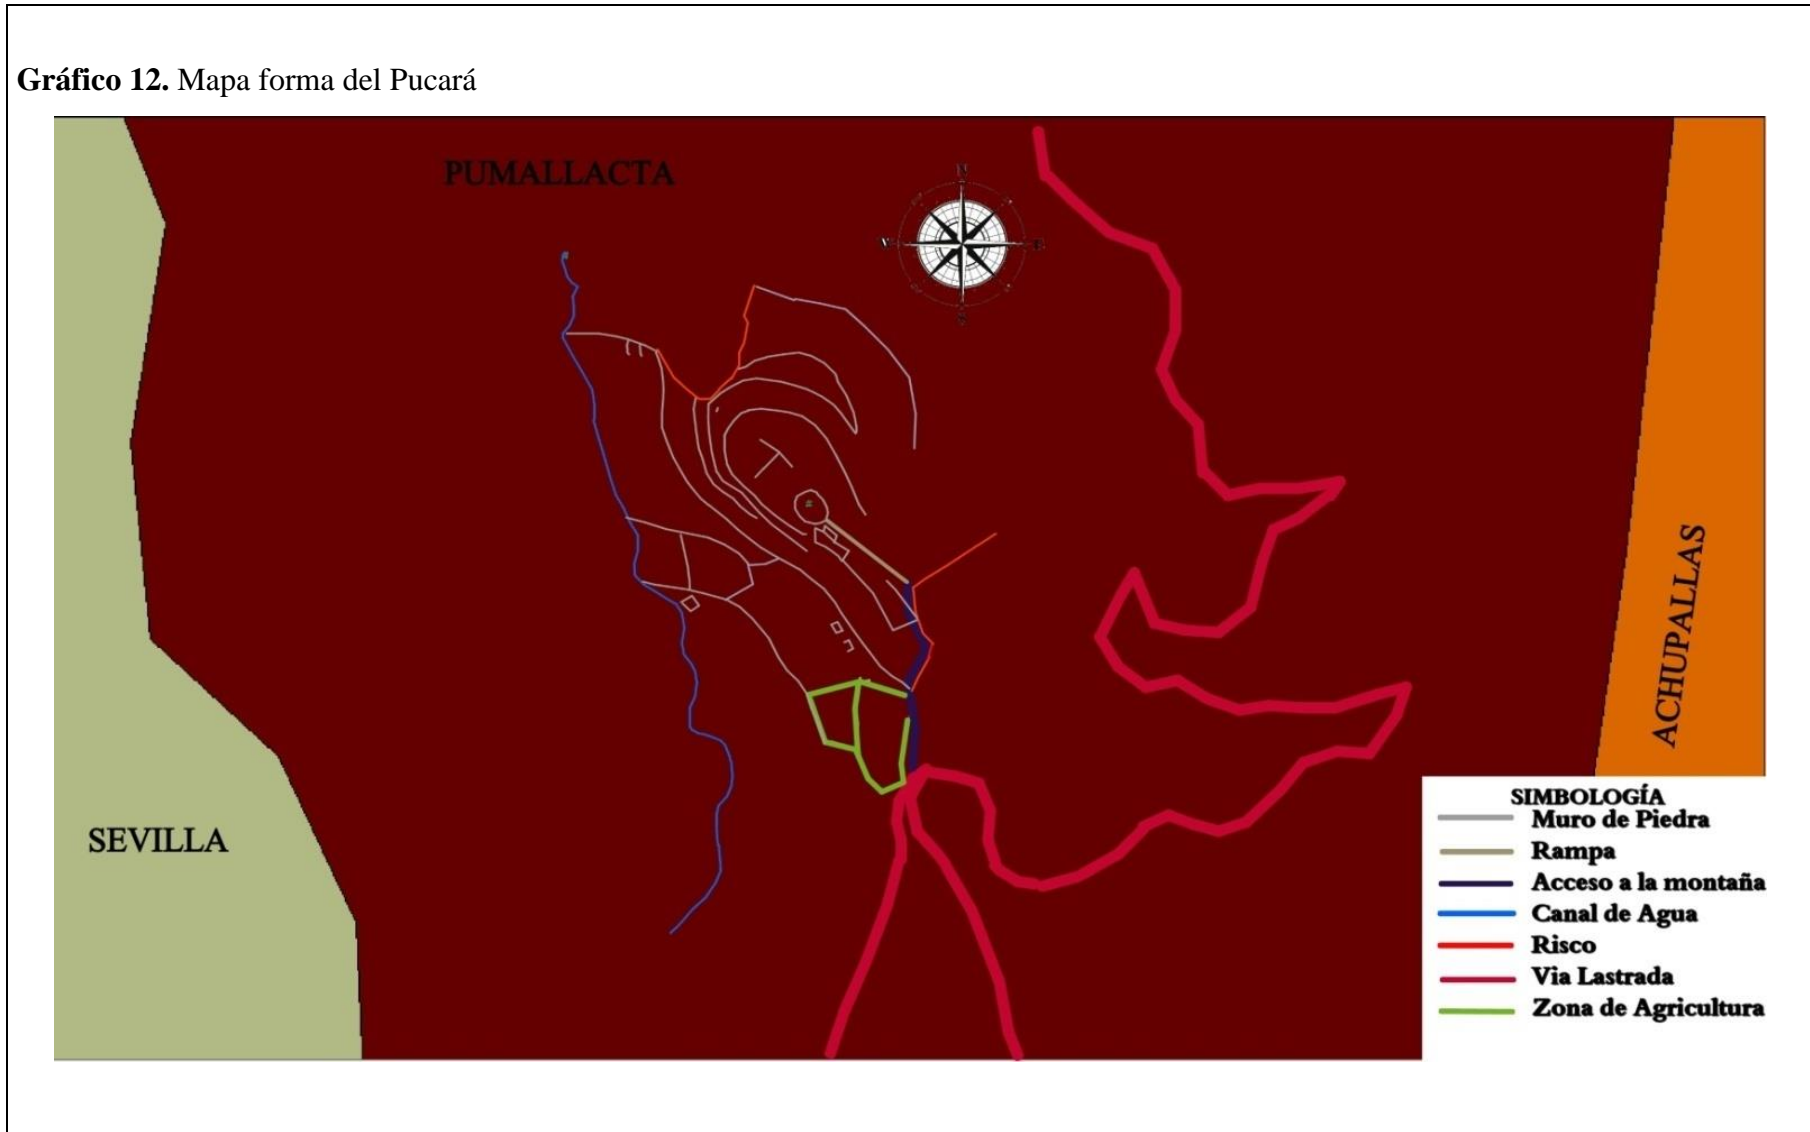 Gráfico 12. Mapa forma del Pucará
PUMALLACTA
N
W
E
S
ACHUPALLAS
SEVILLA
SIMBOLOGÍA
Muro de Piedra
Rampa
Acceso a la montaña
Canal de Agua
Risco
Via Lastrada
Zona de Agricultura